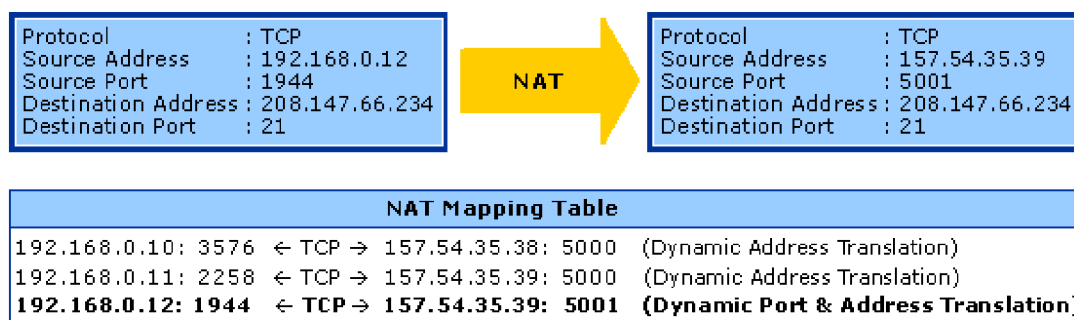 Protocol : TCP
Source Address : 192.168.0.12
Source Port : 1944
Destination Address : 208.147.66.234
Destination Port : 21
NAT
Protocol : TCP
Source Address : 157.54.35.39
Source Port : 5001
Destination Address : 208.147.66.234
Destination Port : 21
NAT Mapping Table
192.168.0.10: 3576 ← TCP → 157.54.35.38: 5000 (Dynamic Address Translation)
192.168.0.11: 2258 ← TCP → 157.54.35.39: 5000 (Dynamic Address Translation)
192.168.0.12: 1944 ← TCP → 157.54.35.39: 5001 (Dynamic Port & Address Translation)